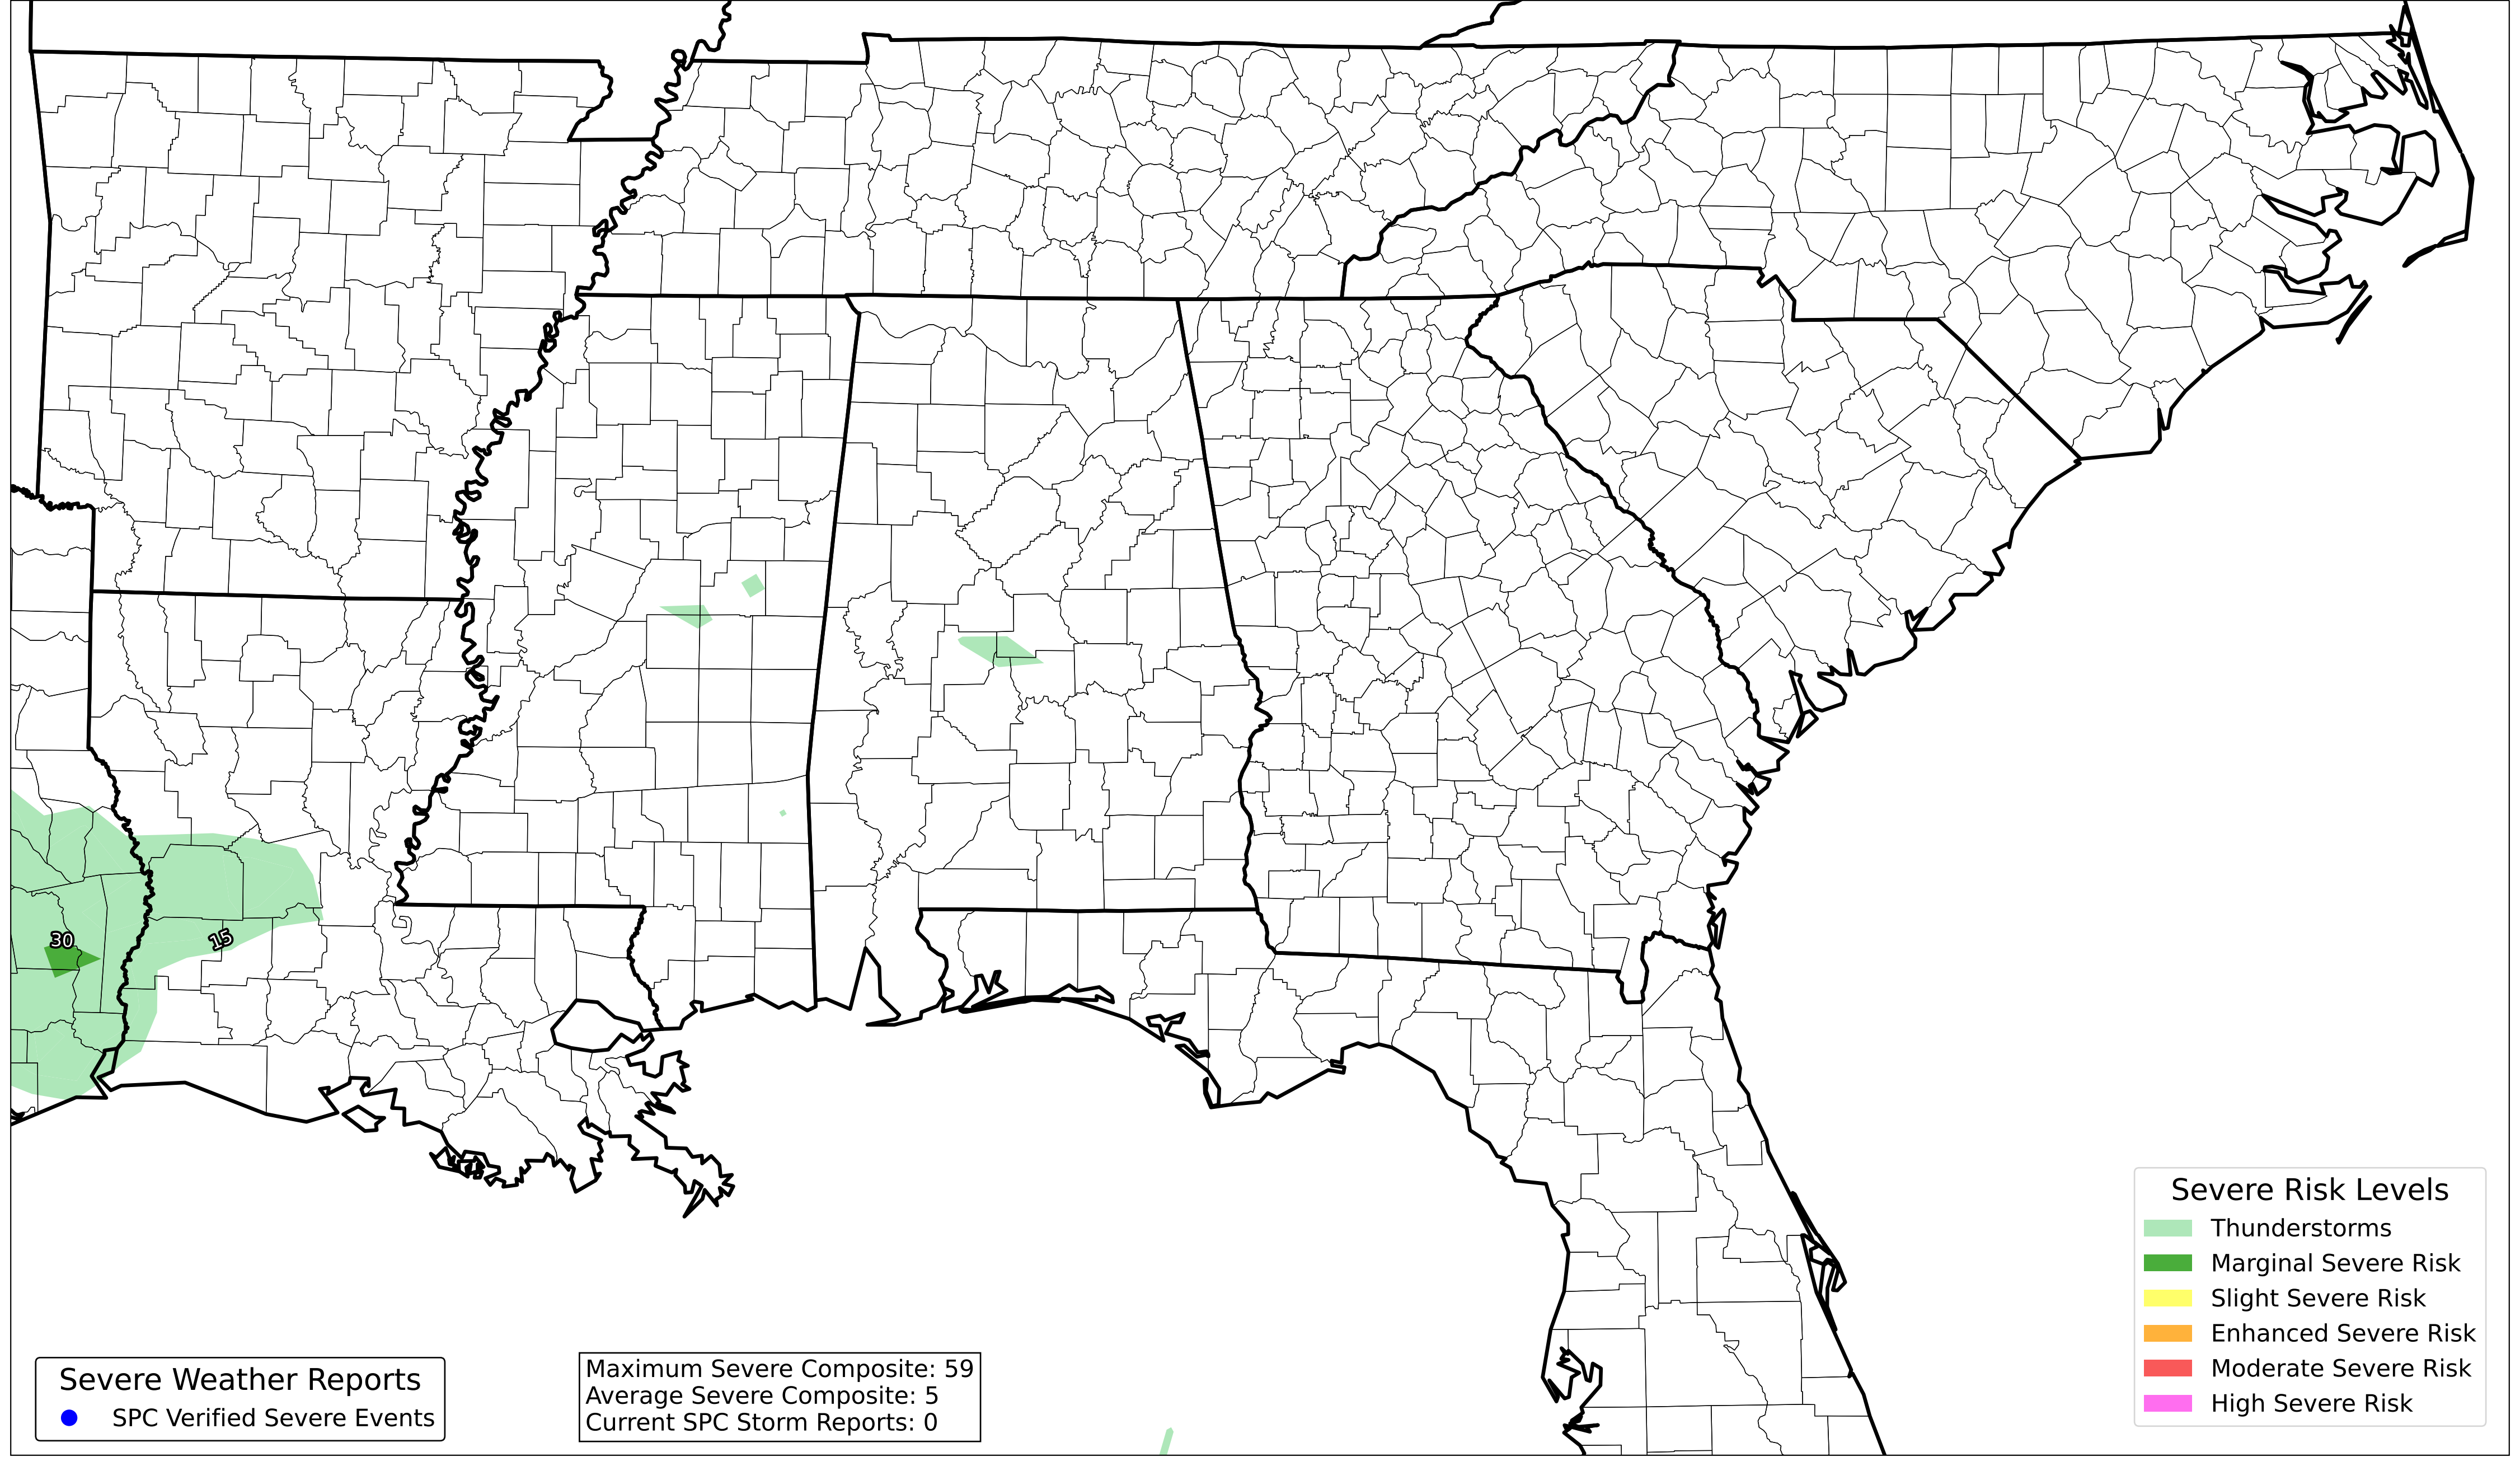 30
15
Severe Risk Levels
Thunderstorms
Marginal Severe Risk
Slight Severe Risk
Enhanced Severe Risk
Moderate Severe Risk
High Severe Risk
Severe Weather Reports
SPC Verified Severe Events
Maximum Severe Composite: 59
Average Severe Composite: 5
Current SPC Storm Reports: 0